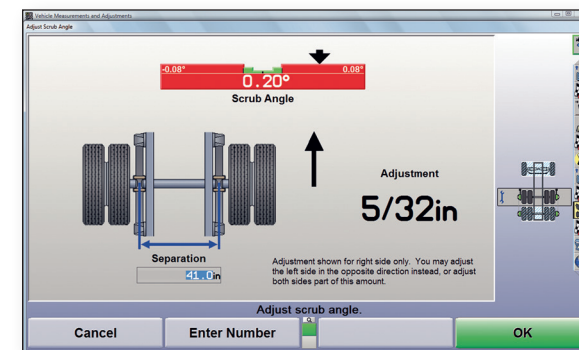 Vehicle Measurements and Adjustments
Adjust Scrub Angle
-0.08° 0.08°
0.20°
Scrub Angle
Adjustment
5/32in
Separation
41.0in
Adjustment shown for right side only. You may adjust
the left side in the opposite direction instead, or adjust
both sides part of this amount.
Adjust scrub angle.
Cancel
Enter Number
OK